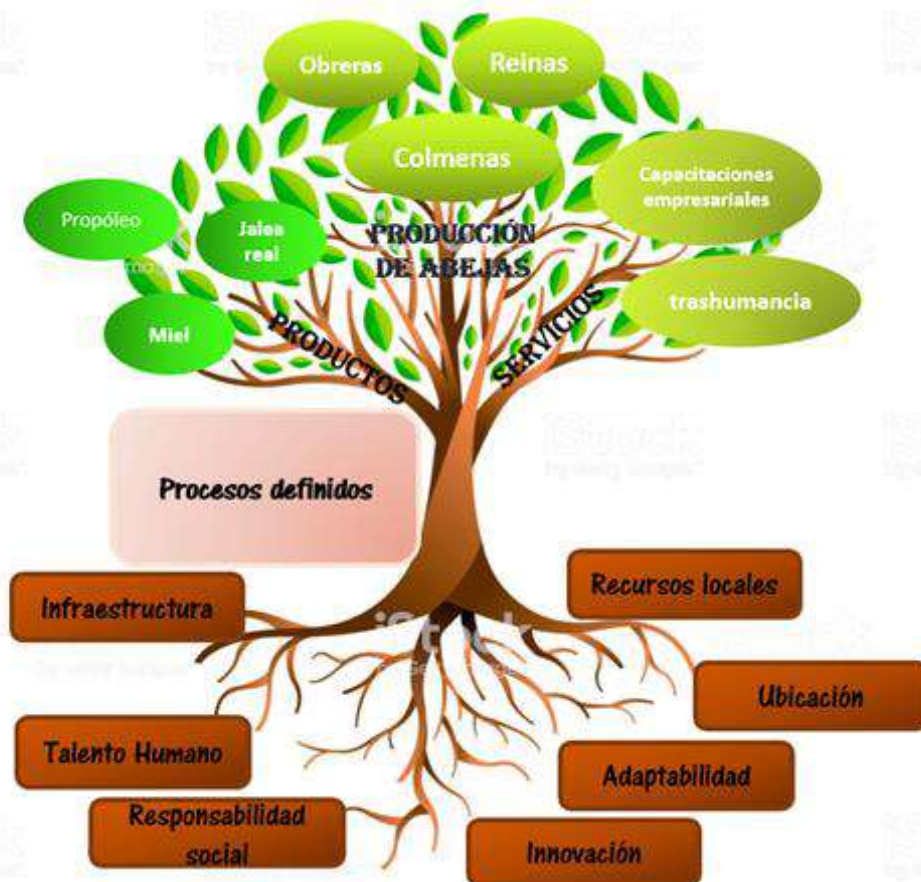 Obreras
Reinas
Colmenas
Capacitaciones
empresariales
Propóleo
Jalea
real
PRODUCCIÓN
DE ABEJAS
trashumancia
Miel
PRODUCTOS
SERVICIOS
Procesos definidos
Infraestructura
Recursos locales
iStock
Ubicación
Talento Humano
Adaptabilidad
Responsabilidad
social
Innovación